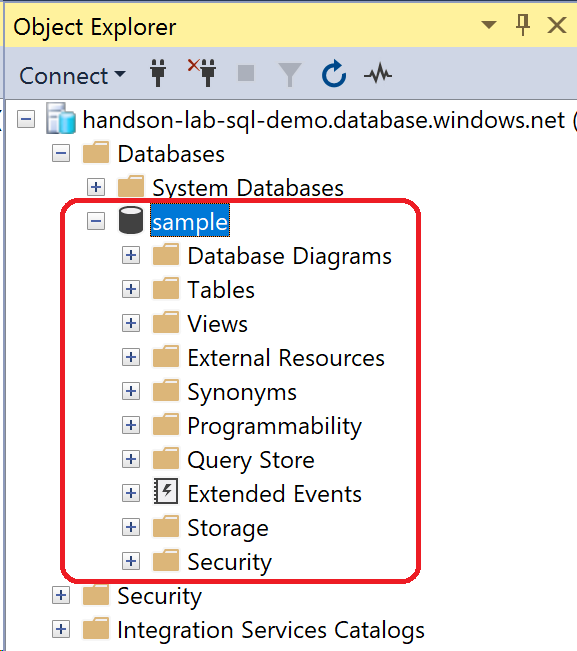 Object Explorer
Connect
handson-lab-sql-demo.database.windows.net (
Databases
System Databases
sample
Database Diagrams
Tables
Views
External Resources
Synonyms
Programmability
Query Store
Extended Events
Storage
Security
Security
Integration Services Catalogs